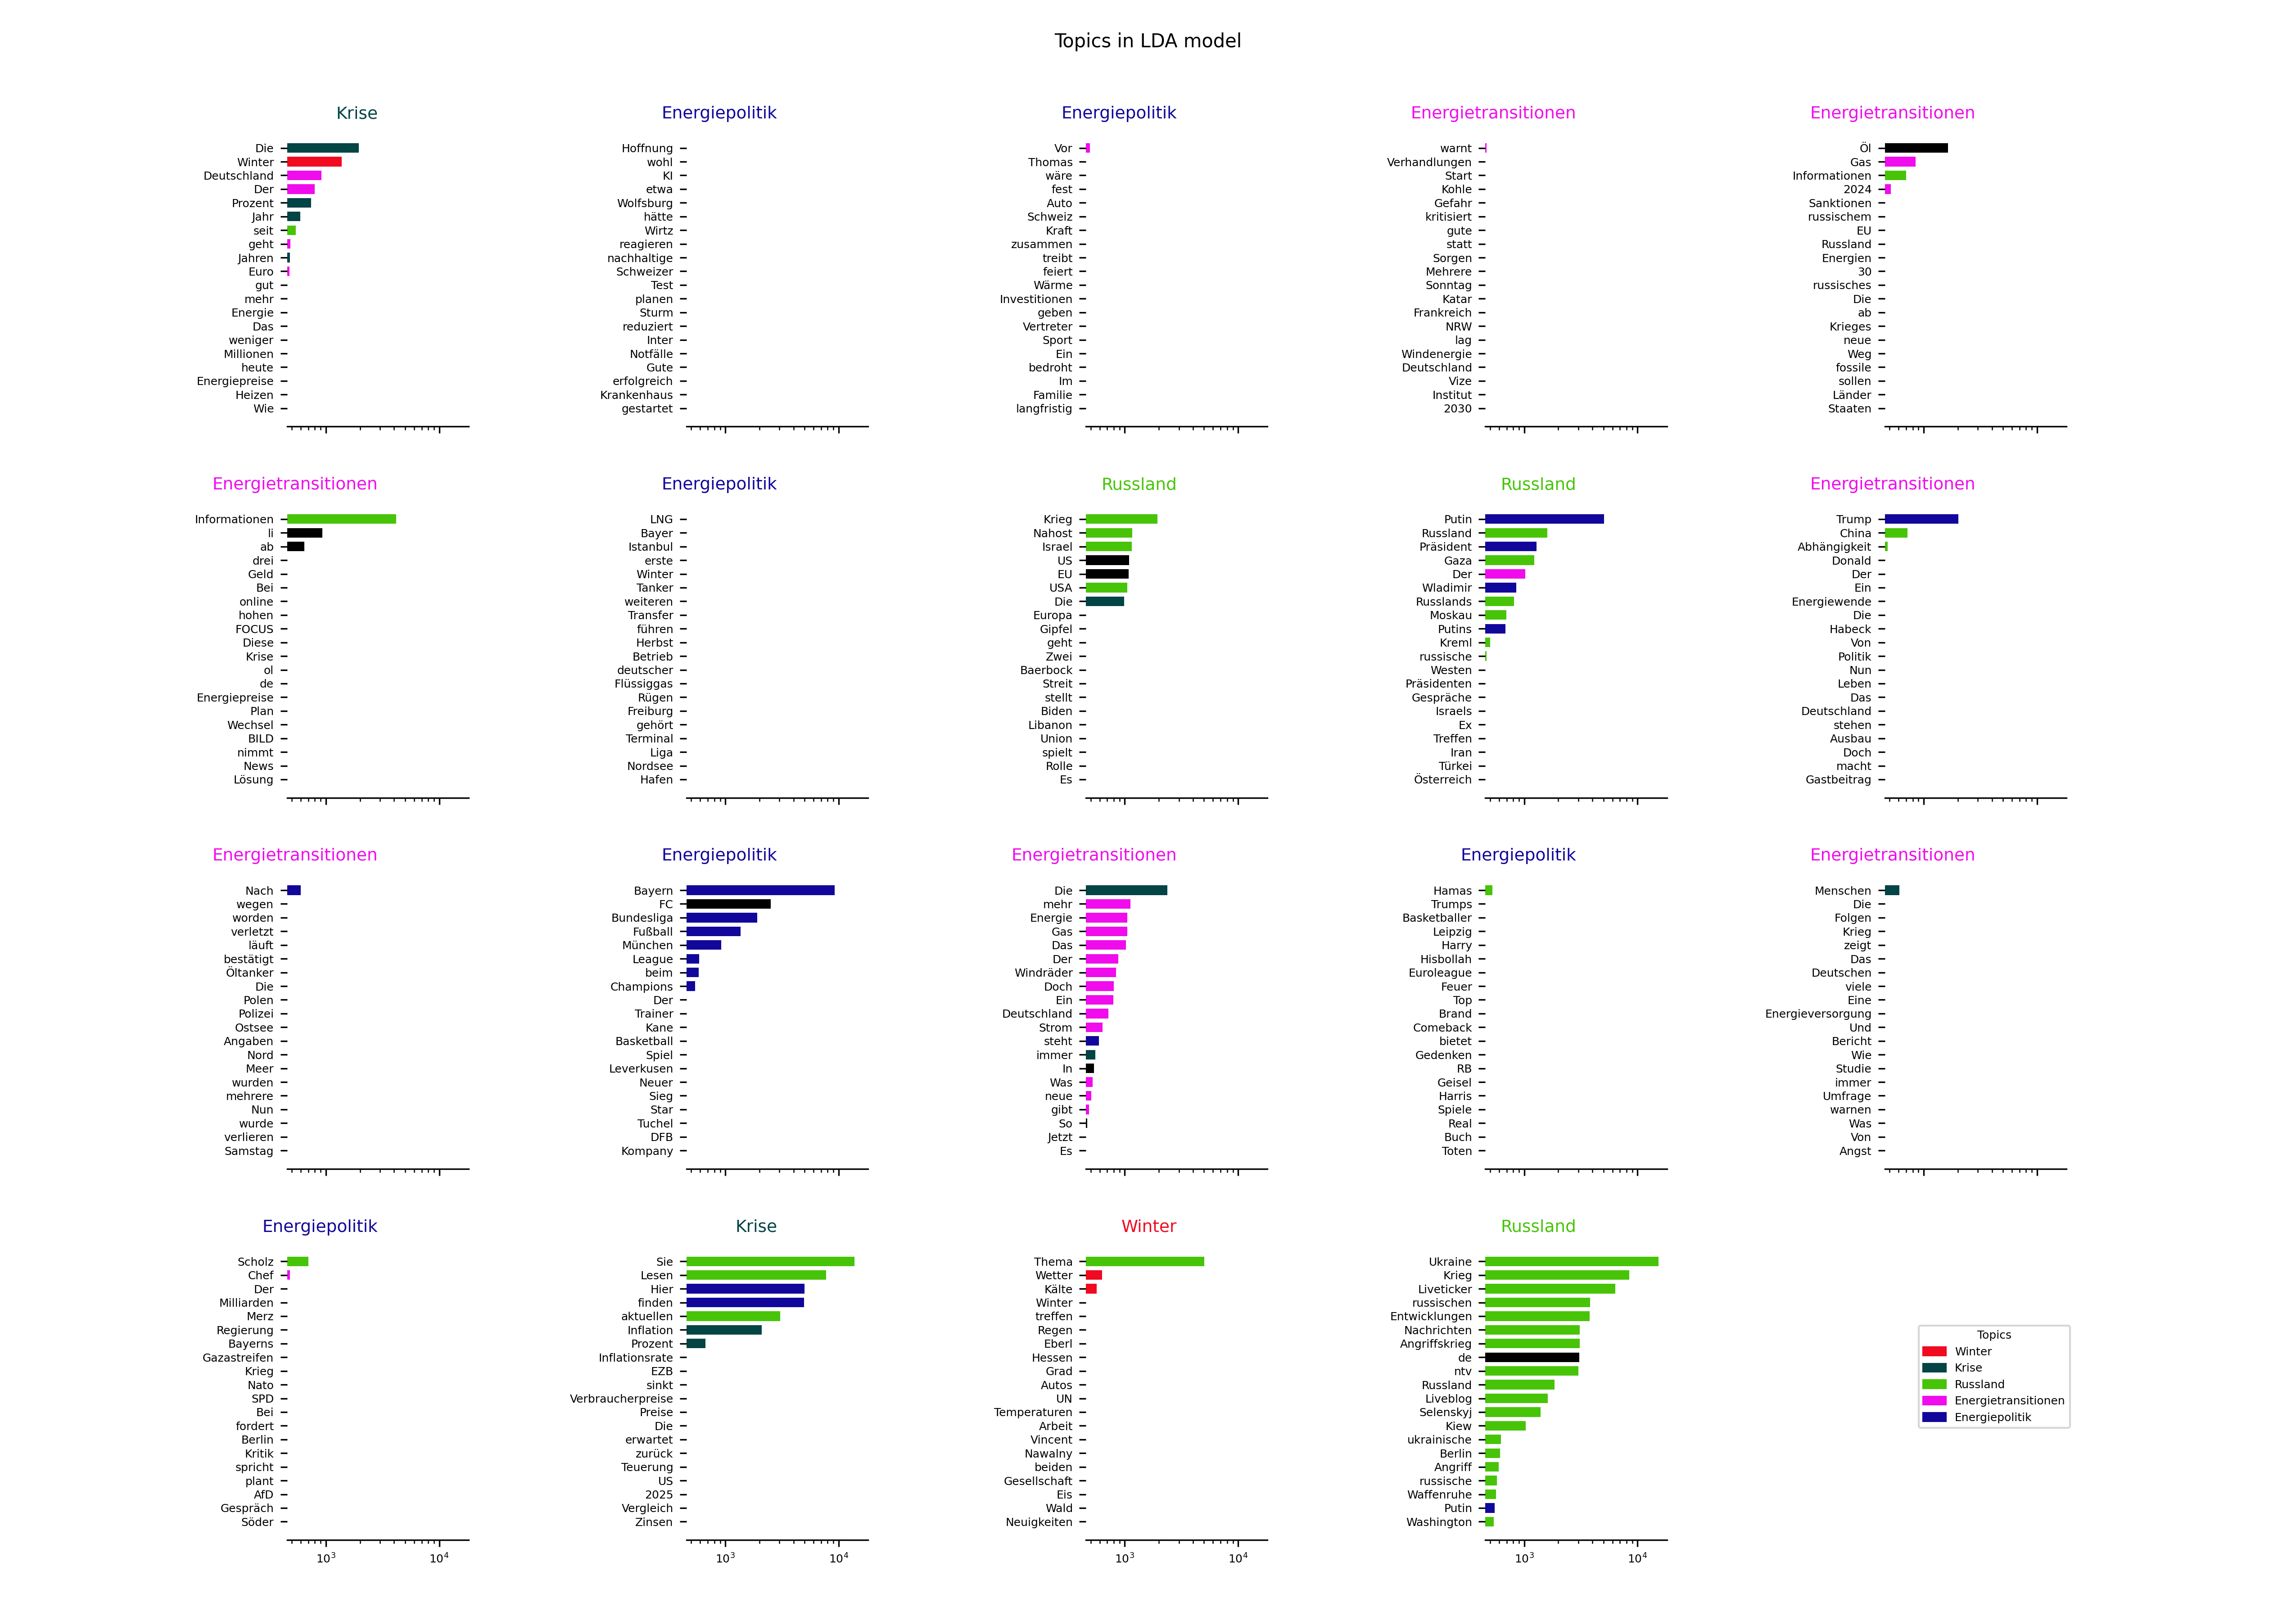 Topics in LDA model
Krise
Die
Winter
Deutschland
Der
Prozent
Jahr
seit
geht
Jahren
Euro
gut
mehr
Energie
Das
weniger
Millionen
heute
Energiepreise
Heizen
Wie
Energiepolitik
Hoffnung
wohl
KI
etwa
Wolfsburg
hätte
Wirtz
reagieren
nachhaltige
Schweizer
Test
planen
Sturm
reduziert
Inter
Notfälle
Gute
erfolgreich
Krankenhaus
gestartet
Energiepolitik
Vor
Thomas
wäre
fest
Auto
Schweiz
Kraft
zusammen
treibt
feiert
Wärme
Investitionen
geben
Vertreter
Sport
Ein
bedroht
Im
Familie
langfristig
Energietransitionen
warnt
Verhandlungen
Start
Kohle
Gefahr
kritisiert
gute
statt
Sorgen
Mehrere
Sonntag
Katar
Frankreich
NRW
lag
Windenergie
Deutschland
Vize
Institut
2030
Energietransitionen
Öl
Gas
Informationen
2024
Sanktionen
russischem
EU
Russland
Energien
30
russisches
Die
ab
Krieges
neue
Weg
fossile
sollen
Länder
Staaten
Energietransitionen
Informationen
li
ab
drei
Geld
Bei
online
hohen
FOCUS
Diese
Krise
ol
de
Energiepreise
Plan
Wechsel
BILD
nimmt
News
Lösung
Energiepolitik
LNG
Bayer
Istanbul
erste
Winter
Tanker
weiteren
Transfer
führen
Herbst
Betrieb
deutscher
Flüssiggas
Rügen
Freiburg
gehört
Terminal
Liga
Nordsee
Hafen
Russland
Krieg
Nahost
Israel
US
EU
USA
Die
Europa
Gipfel
geht
Zwei
Baerbock
Streit
stellt
Biden
Libanon
Union
spielt
Rolle
Es
Russland
Putin
Russland
Präsident
Gaza
Der
Wladimir
Russlands
Moskau
Putins
Kreml
russische
Westen
Präsidenten
Gespräche
Israels
Ex
Treffen
Iran
Türkei
Österreich
Energietransitionen
Trump
China
Abhängigkeit
Donald
Der
Ein
Energiewende
Die
Habeck
Von
Politik
Nun
Leben
Das
Deutschland
stehen
Ausbau
Doch
macht
Gastbeitrag
Energietransitionen
Nach
wegen
worden
verletzt
läuft
bestätigt
Öltanker
Die
Polen
Polizei
Ostsee
Angaben
Nord
Meer
wurden
mehrere
Nun
wurde
verlieren
Samstag
Energiepolitik
Bayern
FC
Bundesliga
Fußball
München
League
beim
Champions
Der
Trainer
Kane
Basketball
Spiel
Leverkusen
Neuer
Sieg
Star
Tuchel
DFB
Kompany
Energietransitionen
Die
mehr
Energie
Gas
Das
Der
Windräder
Doch
Ein
Deutschland
Strom
steht
immer
In
Was
neue
gibt
So
Jetzt
Es
Energiepolitik
Hamas
Trumps
Basketballer
Leipzig
Harry
Hisbollah
Euroleague
Feuer
Top
Brand
Comeback
bietet
Gedenken
RB
Geisel
Harris
Spiele
Real
Buch
Toten
Energietransitionen
Menschen
Die
Folgen
Krieg
zeigt
Das
Deutschen
viele
Eine
Energieversorgung
Und
Bericht
Wie
Studie
immer
Umfrage
warnen
Was
Von
Angst
Energiepolitik
Scholz
Chef
Der
Milliarden
Merz
Regierung
Bayerns
Gazastreifen
Krieg
Nato
SPD
Bei
fordert
Berlin
Kritik
spricht
plant
AfD
Gespräch
Söder
10³ 10⁴
Krise
Sie
Lesen
Hier
finden
aktuellen
Inflation
Prozent
Inflationsrate
EZB
sinkt
Verbraucherpreise
Preise
Die
erwartet
zurück
Teuerung
US
2025
Vergleich
Zinsen
10³ 10⁴
Winter
Thema
Wetter
Kälte
Winter
treffen
Regen
Eberl
Hessen
Grad
Autos
UN
Temperaturen
Arbeit
Vincent
Nawalny
beiden
Gesellschaft
Eis
Wald
Neuigkeiten
10³ 10⁴
Russland
Ukraine
Krieg
Liveticker
russischen
Entwicklungen
Nachrichten
Angriffskrieg
de
ntv
Russland
Liveblog
Selenskyj
Kiew
ukrainische
Berlin
Angriff
russische
Waffenruhe
Putin
Washington
10³ 10⁴
Topics
Winter
Krise
Russland
Energietransitionen
Energiepolitik